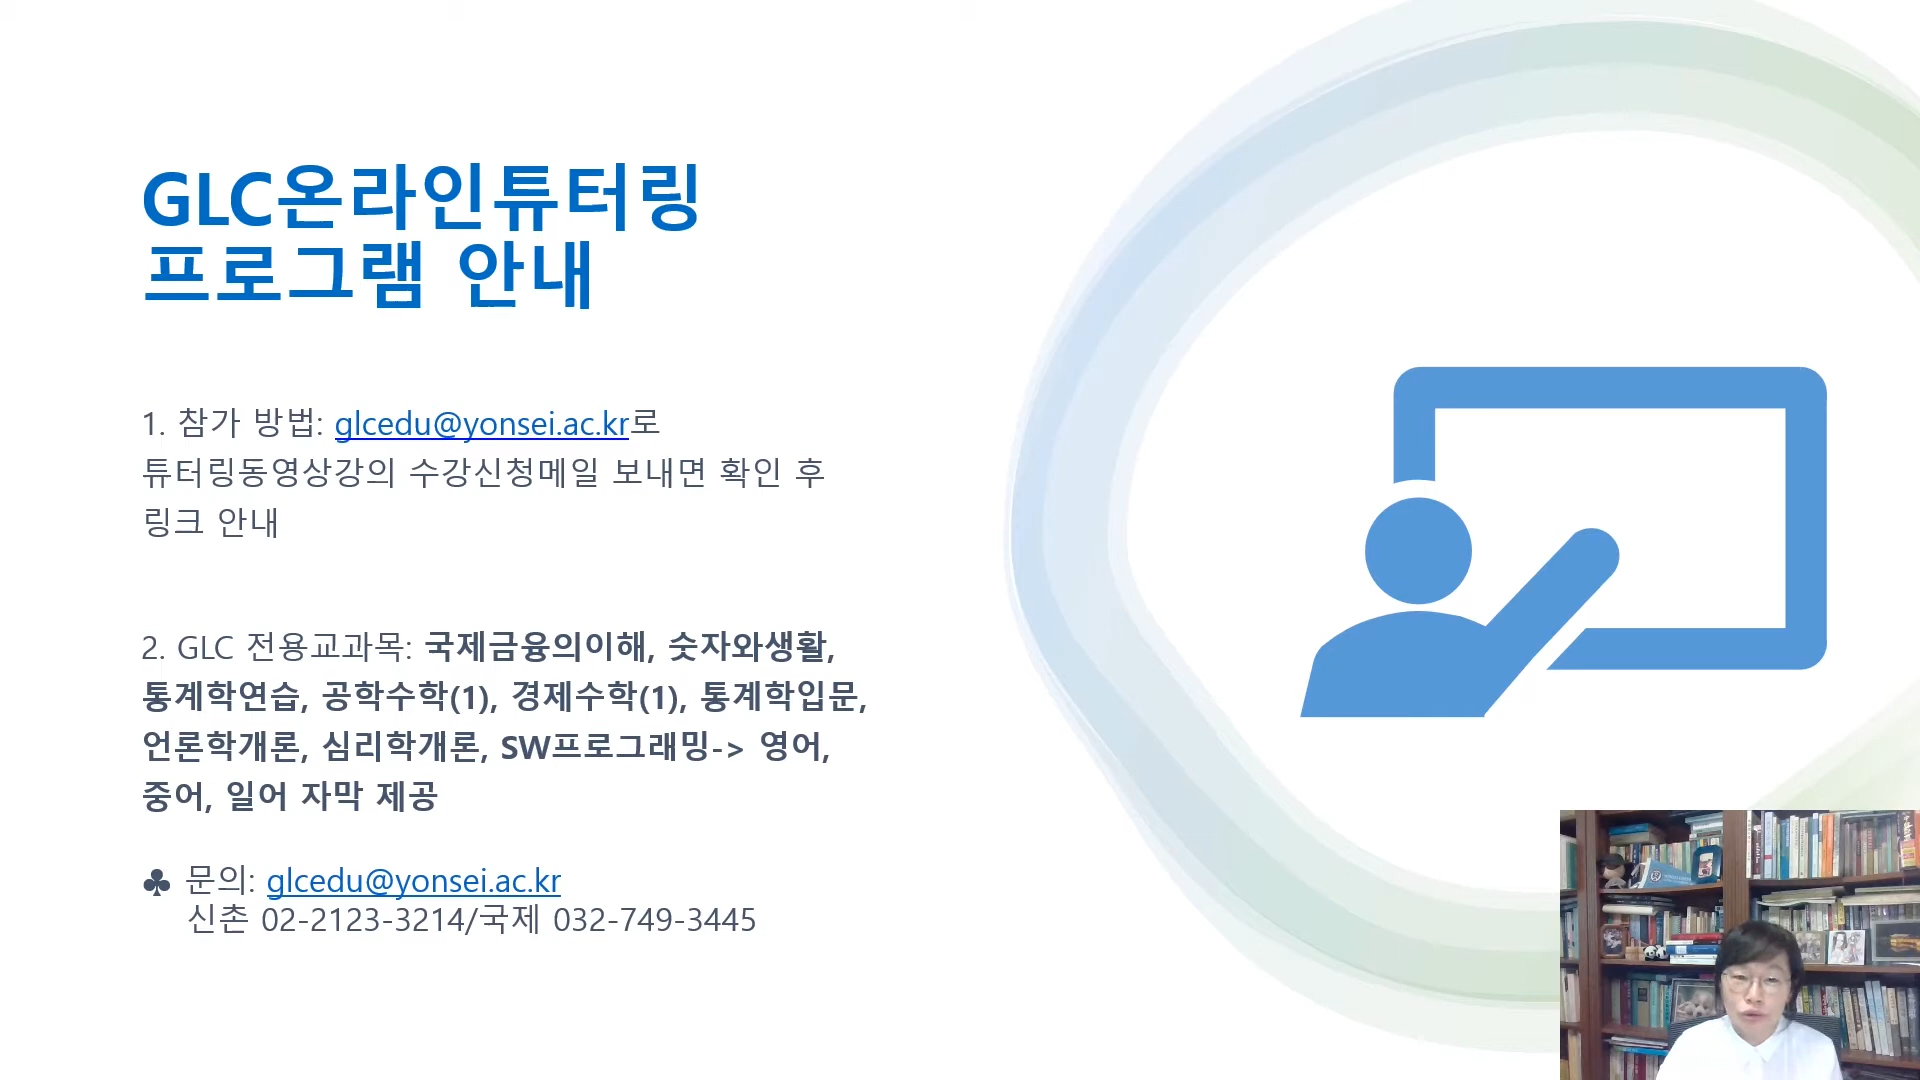 GLC온라인튜터링
프로그램 안내
1. 참가 방법: glcedu@yonsei.ac.kr로
튜터링동영상강의 수강신청메일 보내면 확인 후
링크 안내
2. GLC 전용교과목: 국제금융의이해, 숫자와생활,
통계학연습, 공학수학(1), 경제수학(1), 통계학입문,
언론학개론, 심리학개론, SW프로그래밍-> 영어,
중어, 일어 자막 제공
♣ 문의: glcedu@yonsei.ac.kr
신촌 02-2123-3214/국제 032-749-3445